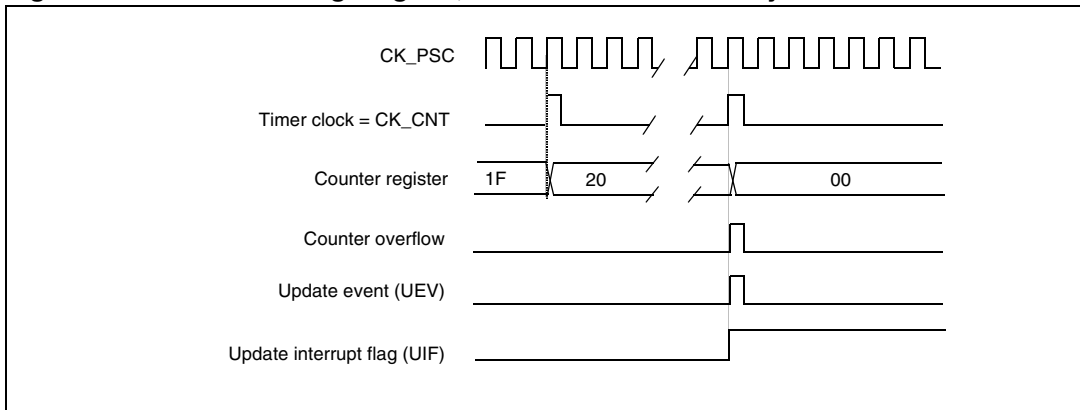 CK_PSC
Timer clock = CK_CNT
Counter register 1F 20 00
Counter overflow
Update event (UEV)
Update interrupt flag (UIF)